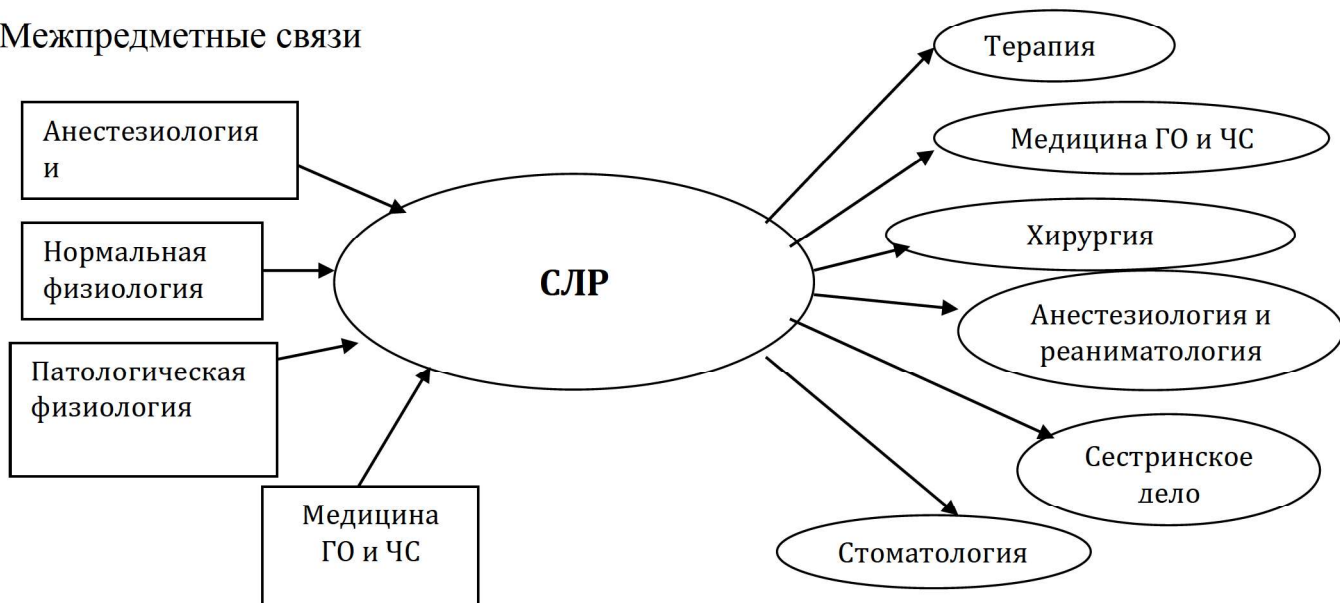 Межпредметные связи
Анестезиология
и
Нормальная
физиология
Патологическая
физиология
Медицина
ГО и ЧС
СЛР
Терапия
Медицина ГО и ЧС
Хирургия
Анестезиология и
реаниматология
Сестринское
дело
Стоматология